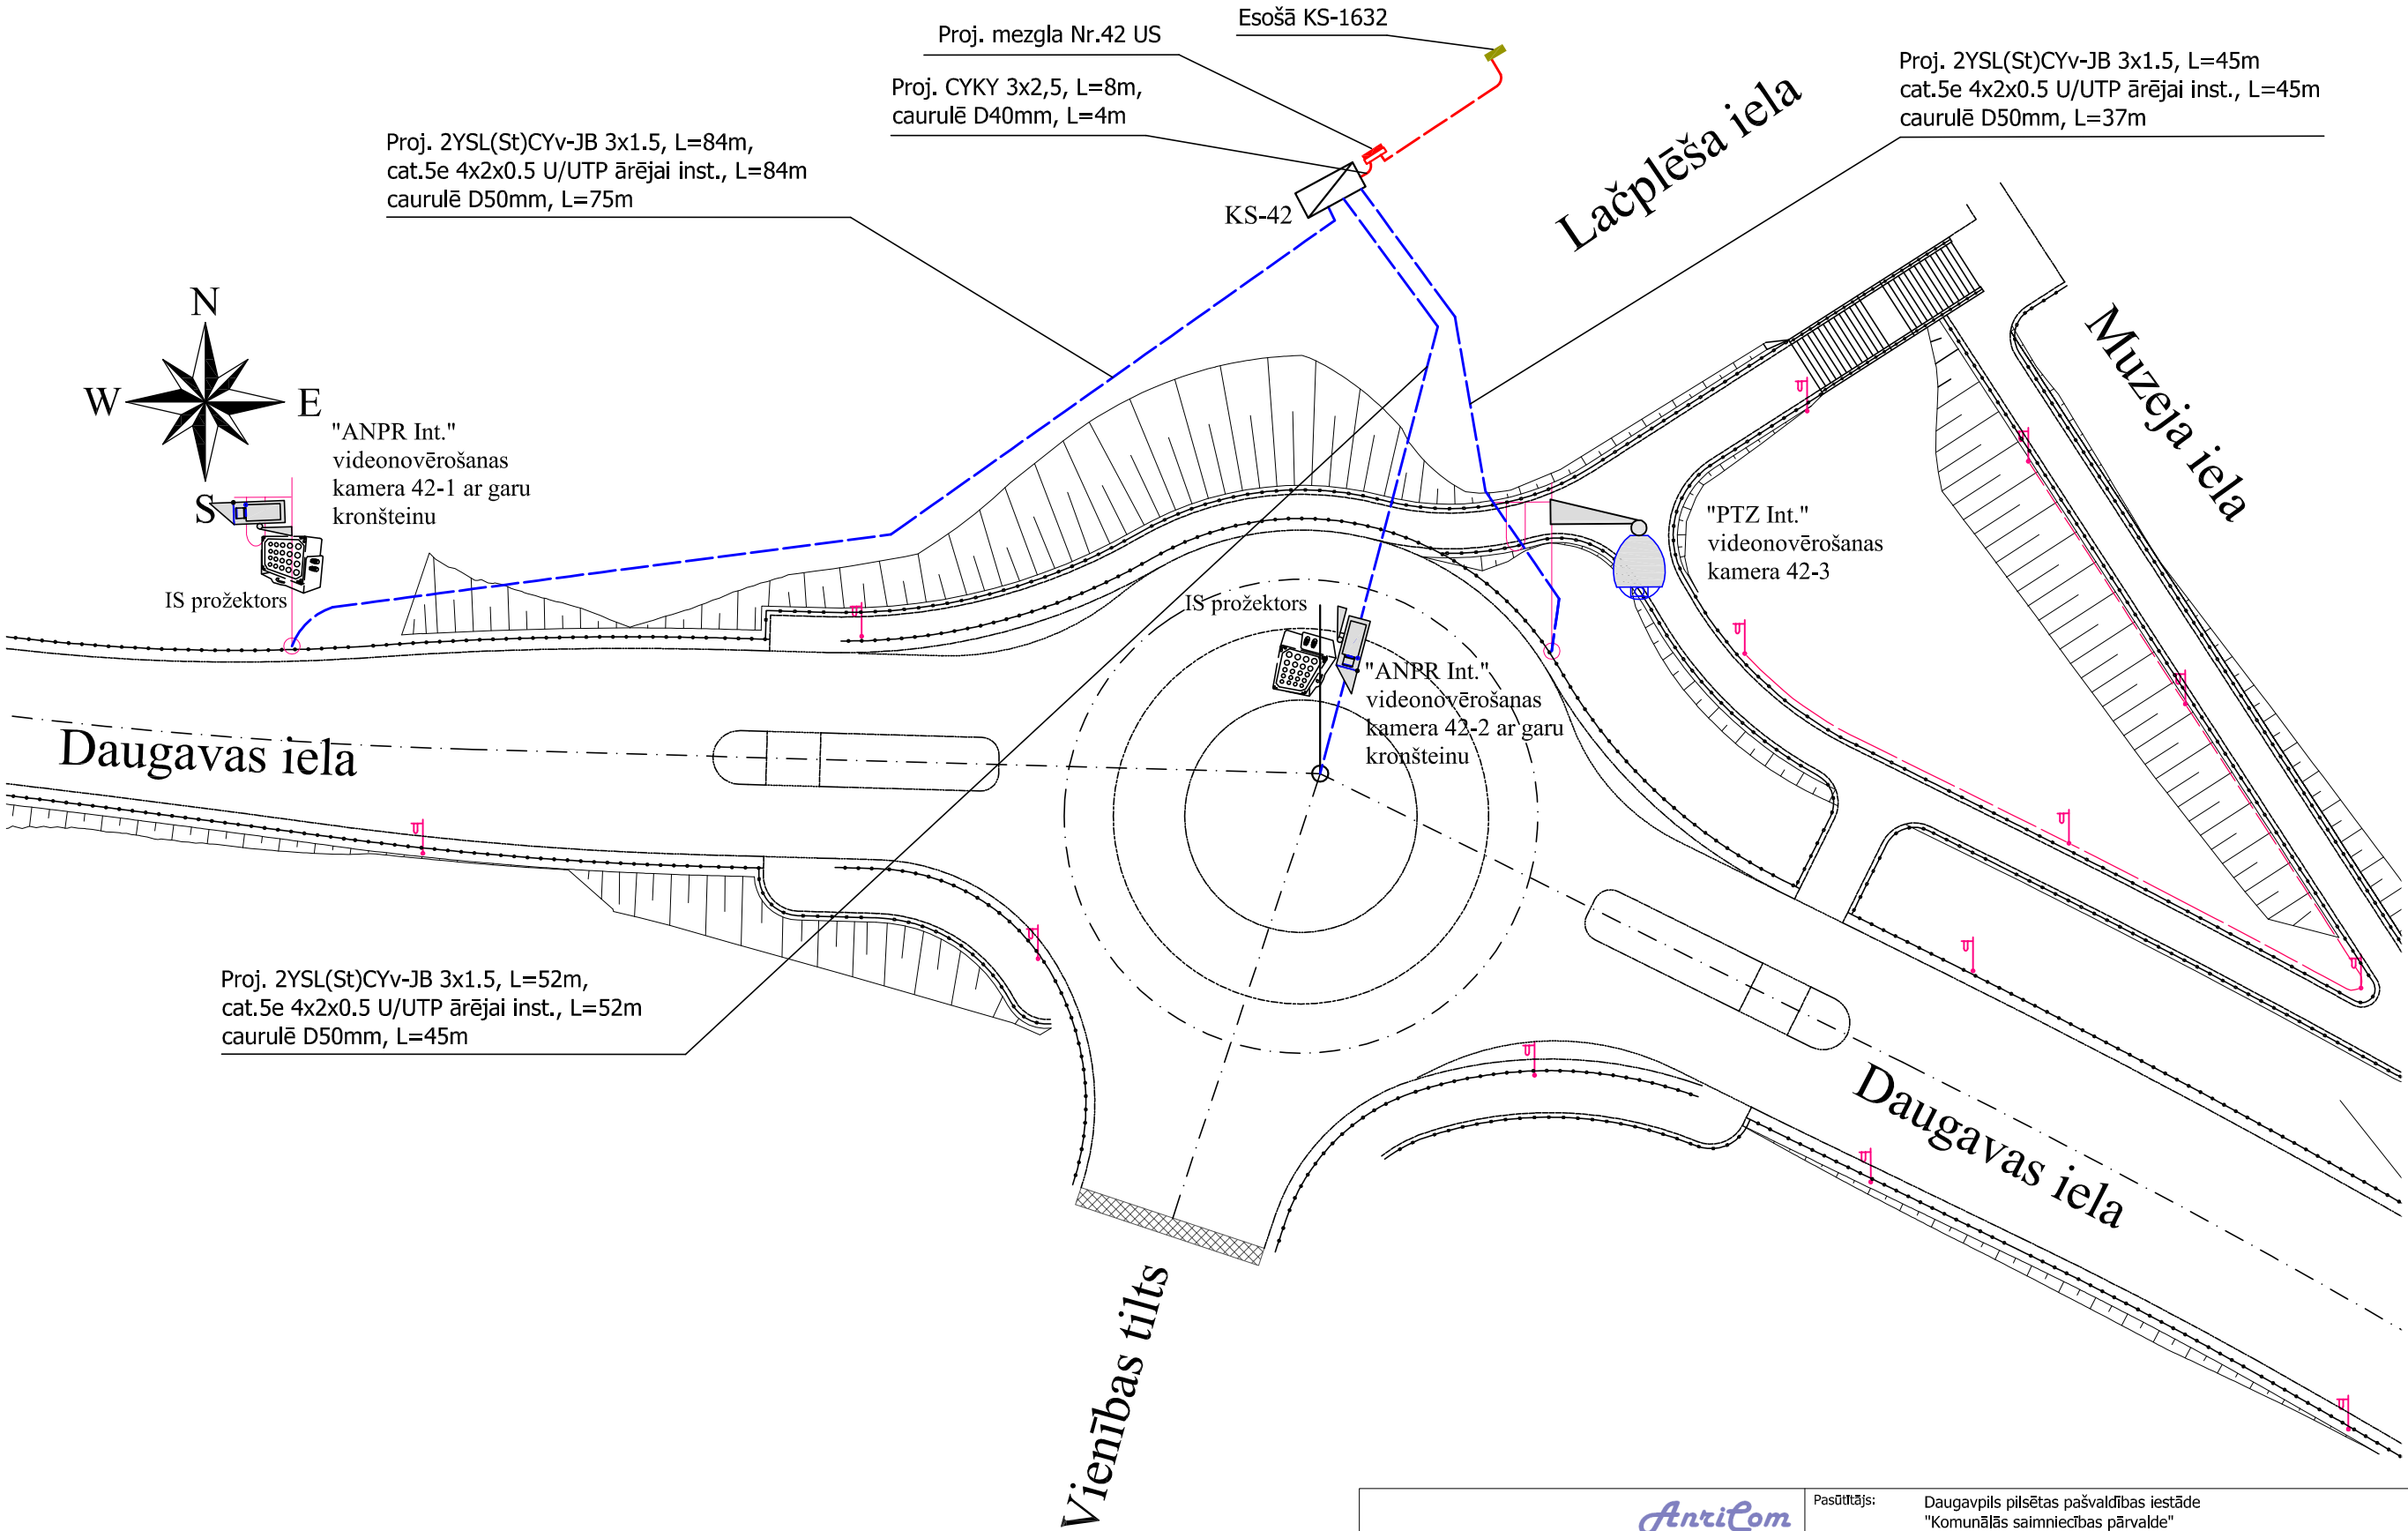 Esošā KS-1632
Proj. mezgla Nr.42 US
Proj. CYKY 3x2,5, L=8m,
caurulē D40mm, L=4m
Proj. 2YSL(St)CYv-JB 3x1.5, L=45m
cat.5e 4x2x0.5 U/UTP ārējai inst., L=45m
caurulē D50mm, L=37m
Proj. 2YSL(St)CYv-JB 3x1.5, L=84m,
cat.5e 4x2x0.5 U/UTP ārējai inst., L=84m
caurulē D50mm, L=75m
KS-42
Lačplēša iela
Muzeja iela
N
W
E
S
"ANPR Int."
videonovērošanas
kamera 42-1 ar garu
kronšteinu
IS prožektors
"PTZ Int."
videonovērošanas
kamera 42-3
IS prožektors
"ANPR Int."
videonovērošanas
kamera 42-2 ar garu
kronšteinu
Daugavas iela
Proj. 2YSL(St)CYv-JB 3x1.5, L=52m,
cat.5e 4x2x0.5 U/UTP ārējai inst., L=52m
caurulē D50mm, L=45m
Daugavas iela
Vienības tilts
AnriCom
Pasūtītājs:
Daugavpils pilsētas pašvaldības iestāde
"Komunālās saimniecības pārvalde"